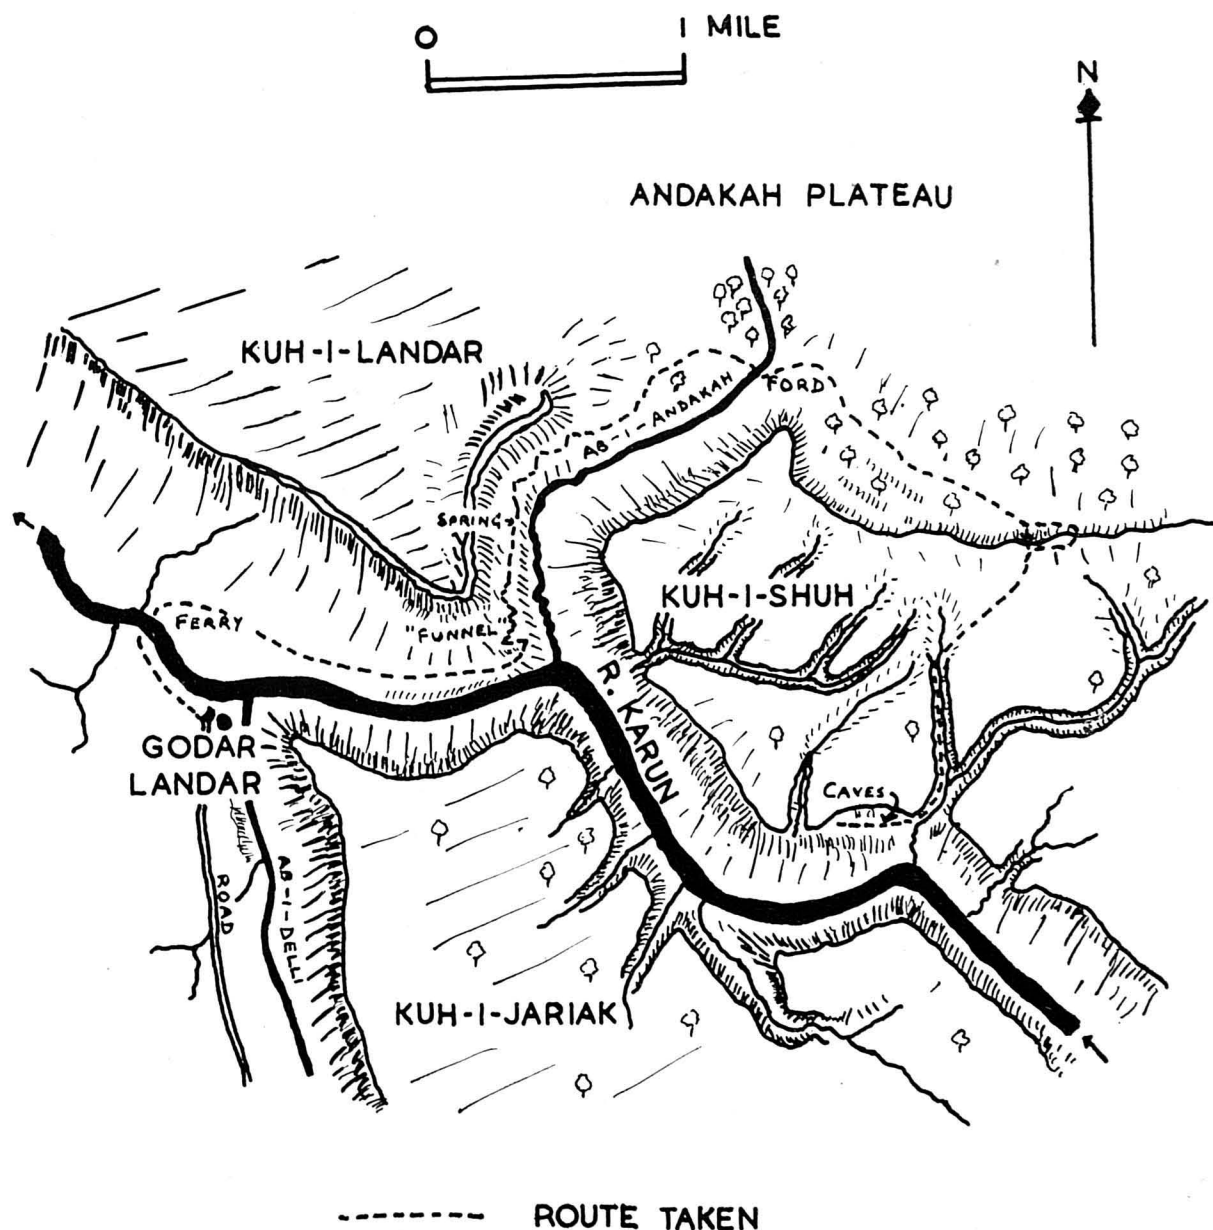 0 1 MILE
N
ANDAKAH PLATEAU
KUH-I-LANDAR
FORD
AB-I-ANDAKAH
SPRING
KUH-I-SHUH
FERRY
"FUNNEL"
R. KARUN
GODAR
LANDAR
CAVES
ROAD
AB-I-DELLI
KUH-I-JARIAK
ROUTE TAKEN